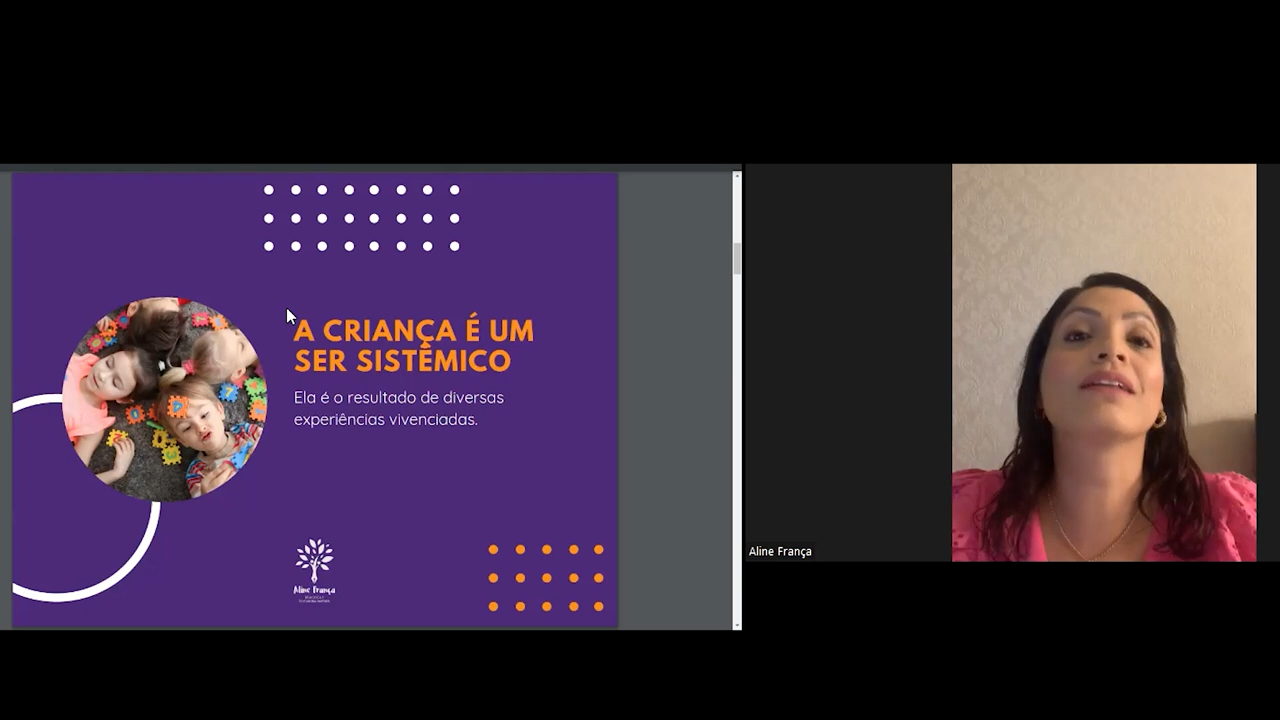 A CRIANÇA É UM
SER SISTÊMICO
Ela é o resultado de diversas
experiências vivenciadas.
Aline França
Aline França